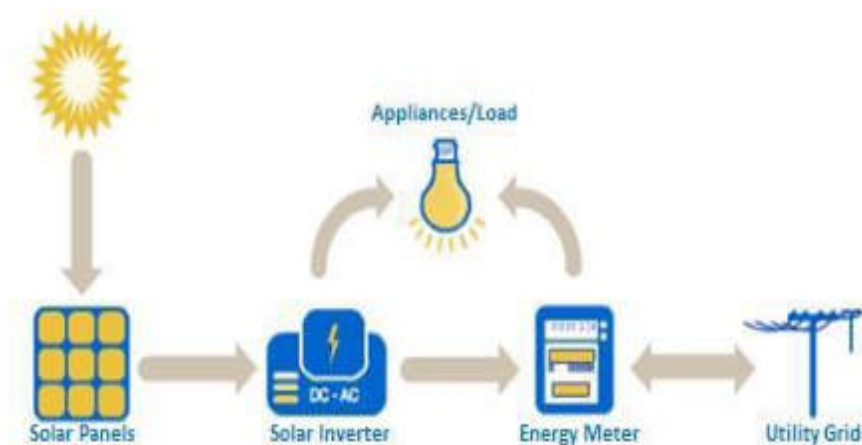 Appliances/Load
DC - AC
Solar Panels
Solar Inverter
Energy Meter
Utility Grid